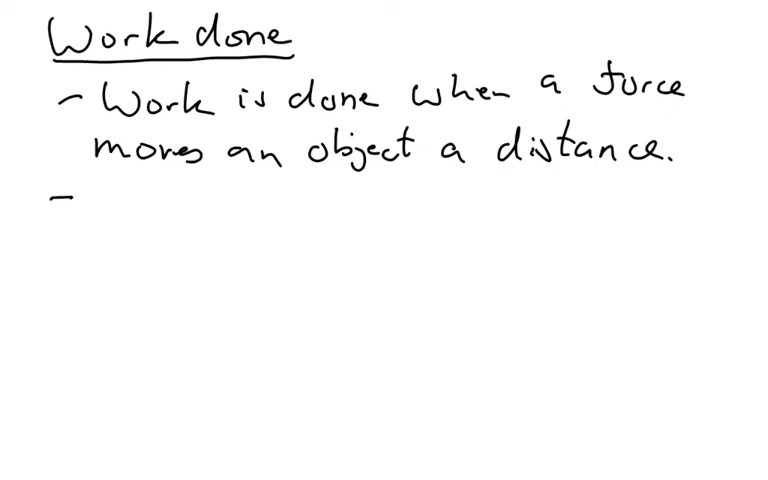 Work done
- Work is done when a force
moves an object a distance.
-